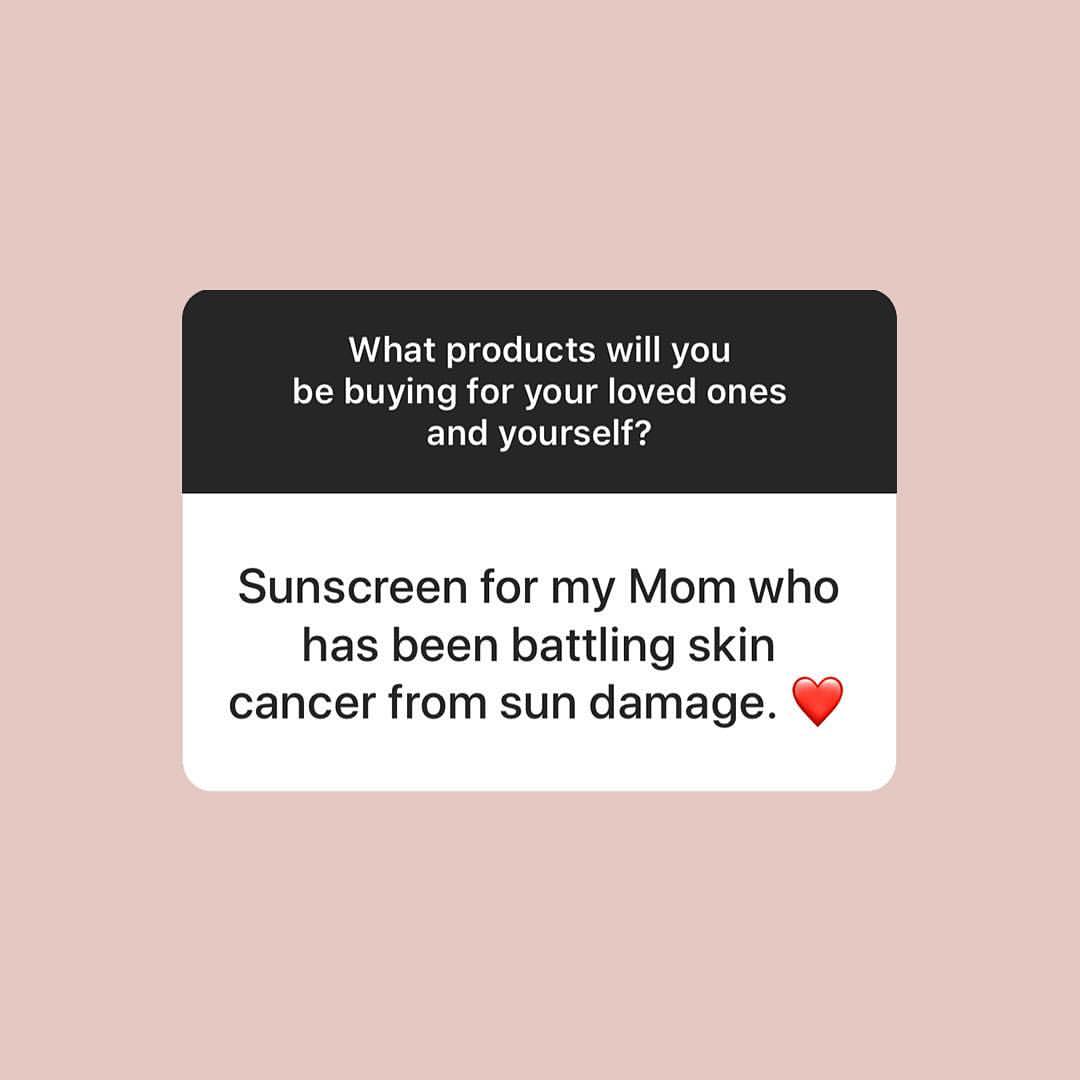 What products will you
be buying for your loved ones
and yourself?
Sunscreen for my Mom who
has been battling skin
cancer from sun damage. ❤️